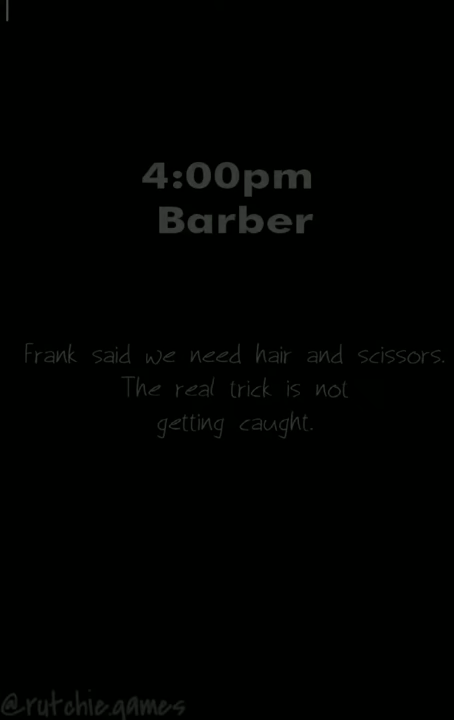 4:00pm
Barber
Frank said we need hair and scissors.
The real trick is not
getting caught.
@rutchie.games